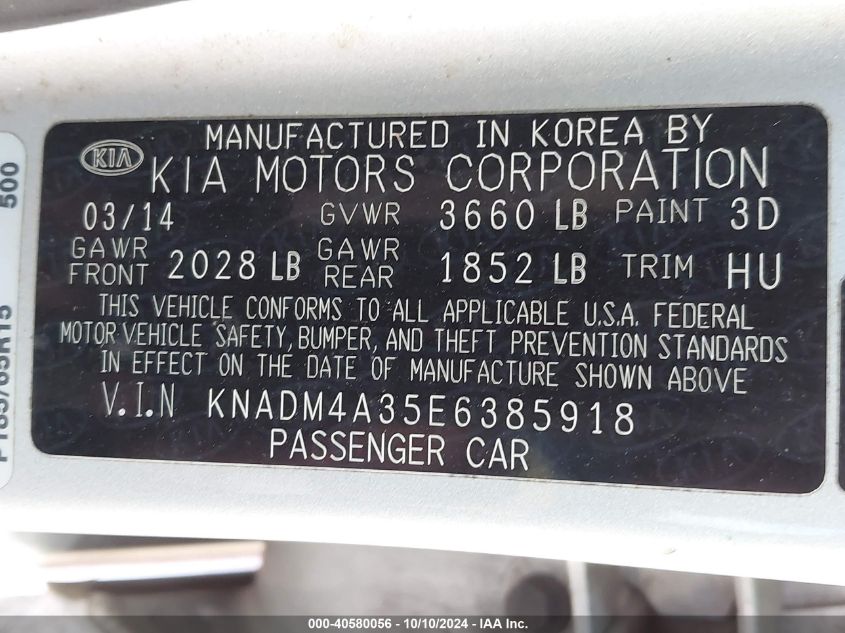 MANUFACTURED IN KOREA BY
KIA KIA MOTORS CORPORATION
03/14 GVWR 3660 LB PAINT 3D
GAWR FRONT 2028 LB GAWR REAR 1852 LB TRIM HU
THIS VEHICLE CONFORMS TO ALL APPLICABLE U.S.A. FEDERAL
MOTOR VEHICLE SAFETY, BUMPER, AND THEFT PREVENTION STANDARDS
IN EFFECT ON THE DATE OF MANUFACTURE SHOWN ABOVE
V.I.N KNADM4A35E6385918
PASSENGER CAR
500
P185/65R15
000-40580056 - 10/10/2024 - IAA Inc.